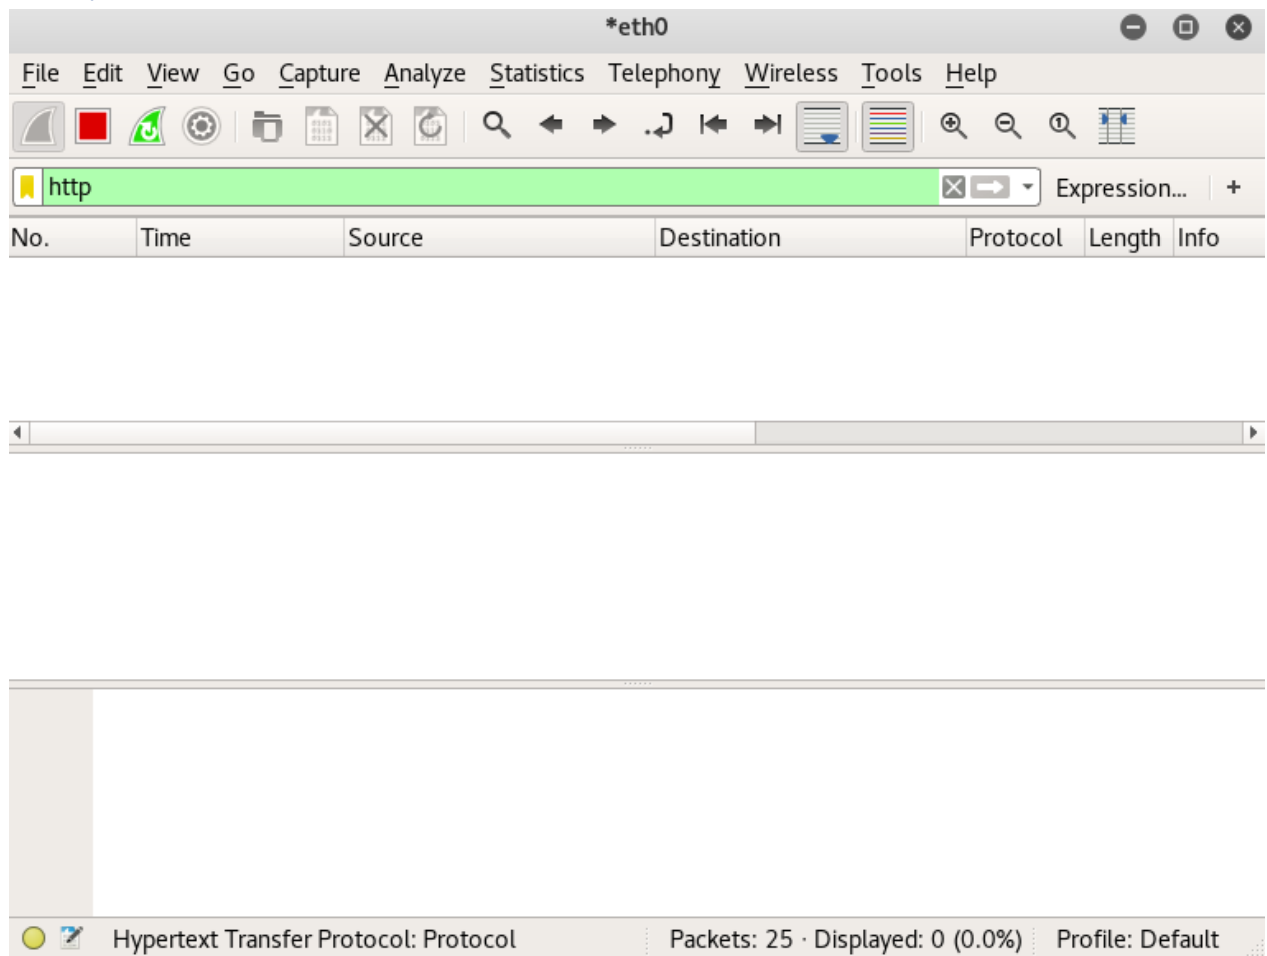 *eth0
File Edit View Go Capture Analyze Statistics Telephony Wireless Tools Help
http Expression... +
No. Time Source Destination Protocol Length Info
Hypertext Transfer Protocol: Protocol Packets: 25 · Displayed: 0 (0.0%) Profile: Default